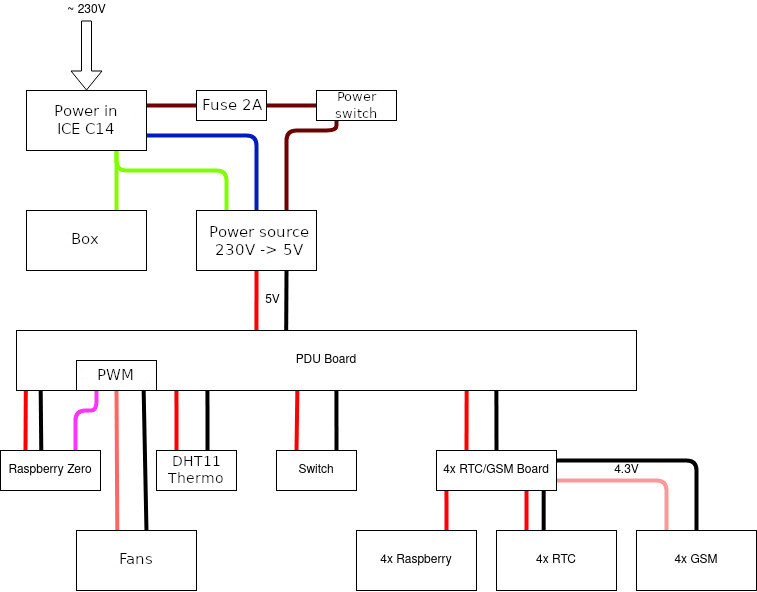 ~ 230V
Power in
ICE C14
Fuse 2A
Power
switch
Box
Power source
230V -> 5V
5V
PDU Board
PWM
Raspberry Zero
DHT11
Thermo
Switch
4x RTC/GSM Board
4.3V
Fans
4x Raspberry
4x RTC
4x GSM